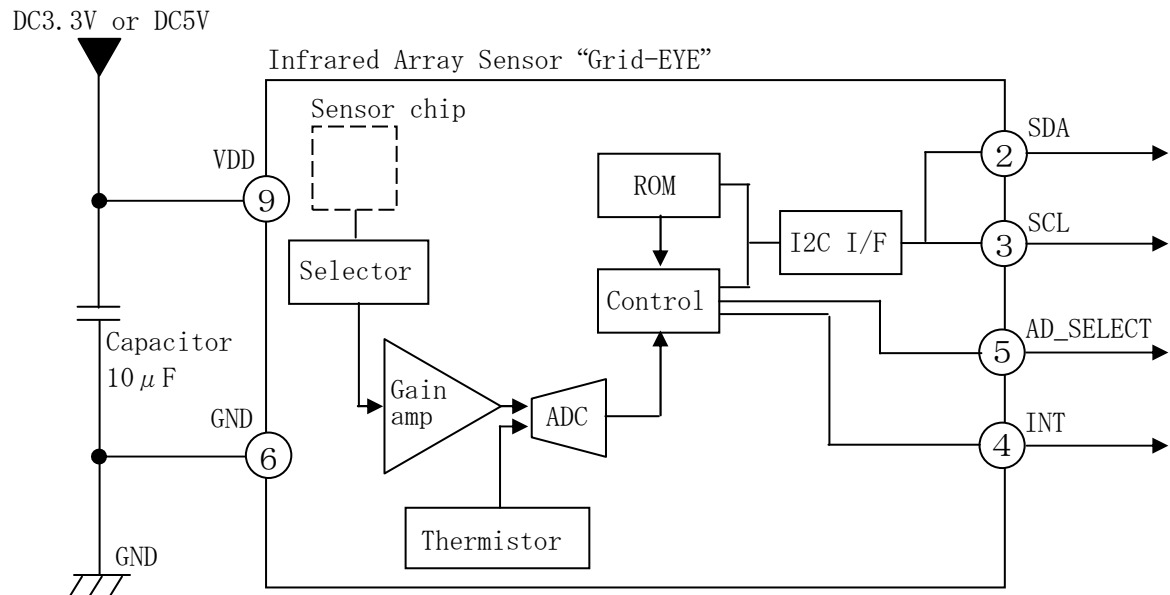 DC3.3V or DC5V
Infrared Array Sensor “Grid-EYE”
Sensor chip
VDD
9
ROM
SDA
2
I2C I/F
SCL
3
Selector
Control
AD_SELECT
5
Capacitor
10μF
Gain
amp
ADC
GND
6
INT
4
Thermistor
GND